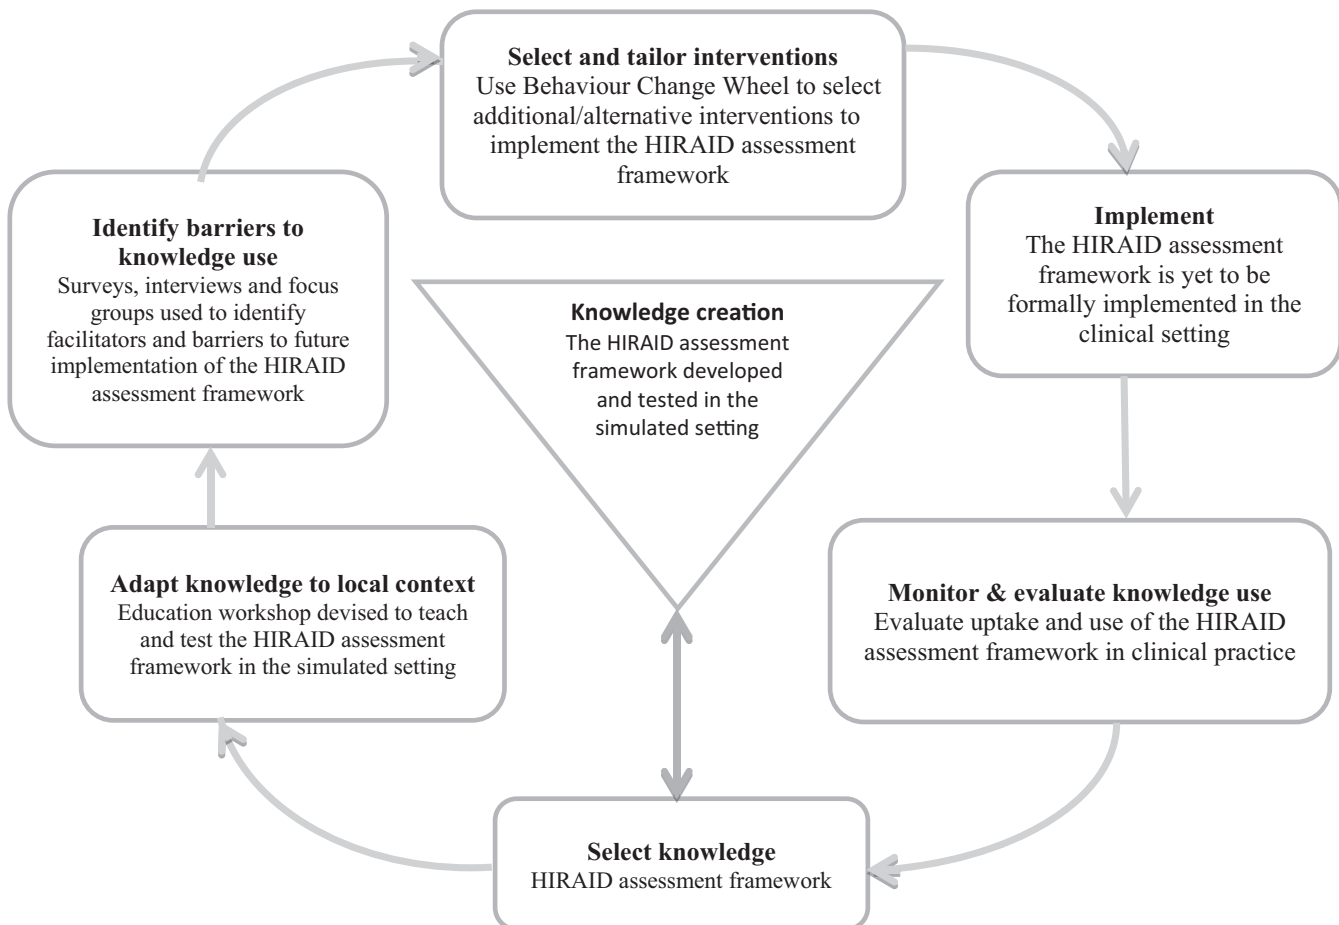 Select and tailor interventions
Use Behaviour Change Wheel to select
additional/alternative interventions to
implement the HIRAID assessment
framework
Implement
The HIRAID assessment
framework is yet to be
formally implemented in the
clinical setting
Identify barriers to
knowledge use
Surveys, interviews and focus
groups used to identify
facilitators and barriers to future
implementation of the HIRAID
assessment framework
Knowledge creation
The HIRAID assessment
framework developed
and tested in the
simulated setting
Adapt knowledge to local context
Education workshop devised to teach
and test the HIRAID assessment
framework in the simulated setting
Monitor & evaluate knowledge use
Evaluate uptake and use of the HIRAID
assessment framework in clinical practice
Select knowledge
HIRAID assessment framework